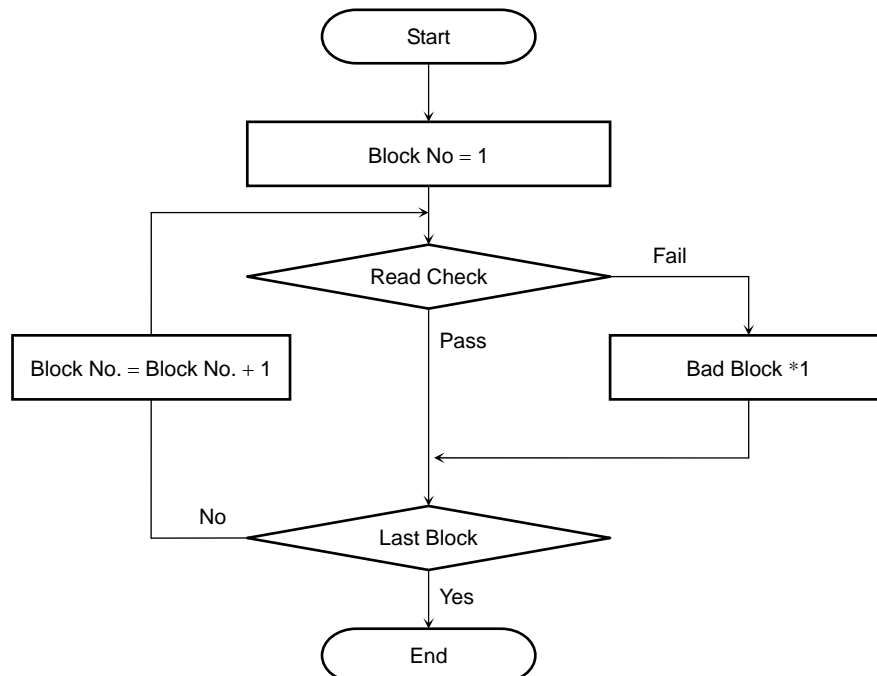 Start
Block No = 1
Read Check
Fail
Pass
Block No. = Block No. + 1
Bad Block *1
No
Last Block
Yes
End